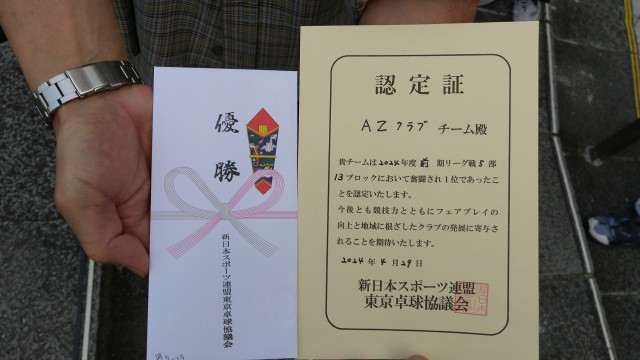 優勝
新日本スポーツ連盟東京卓球協議会
認定証
AZクラブ チーム殿
貴チームは2024年度前期リーグ戦5部
13ブロックにおいて奮闘され1位であったこ
とを認定いたします。
今後とも競技力とともにフェアプレイの
向上と地域に根ざしたクラブの発展に寄与さ
れることを期待いたします。
2024年4月29日
新日本スポーツ連盟
東京卓球協議会